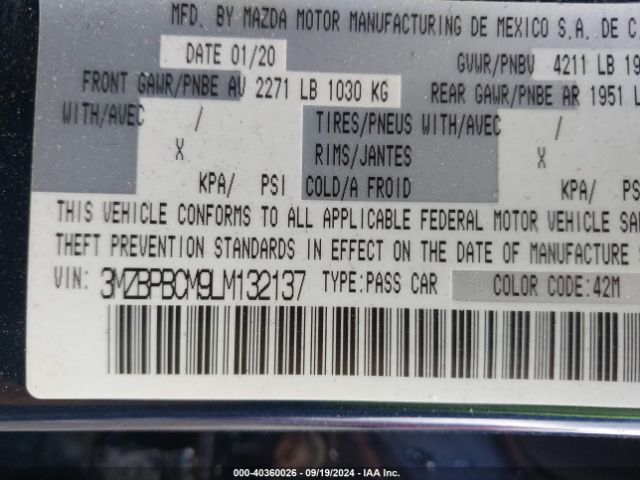 MFD. BY MAZDA MOTOR MANUFACTURING DE MEXICO S.A. DE C.
DATE 01/20 GVWR/PNBV 4211 LB 19
FRONT GAWR/PNBE AV 2271 LB 1030 KG REAR GAWR/PNBE AR 1951 L
WITH/AVEC / TIRES/PNEUS WITH/AVEC /
X RIMS/JANTES X
KPA/ PSI COLD/A FROID KPA/
THIS VEHICLE CONFORMS TO ALL APPLICABLE FEDERAL MOTOR VEHICLE SA
THEFT PREVENTION STANDARDS IN EFFECT ON THE DATE OF MANUFACTURE
VIN: 3MZBPBCM9LM132137 TYPE:PASS CAR COLOR CODE:42M
000-40360026 - 09/19/2024 - IAA Inc.